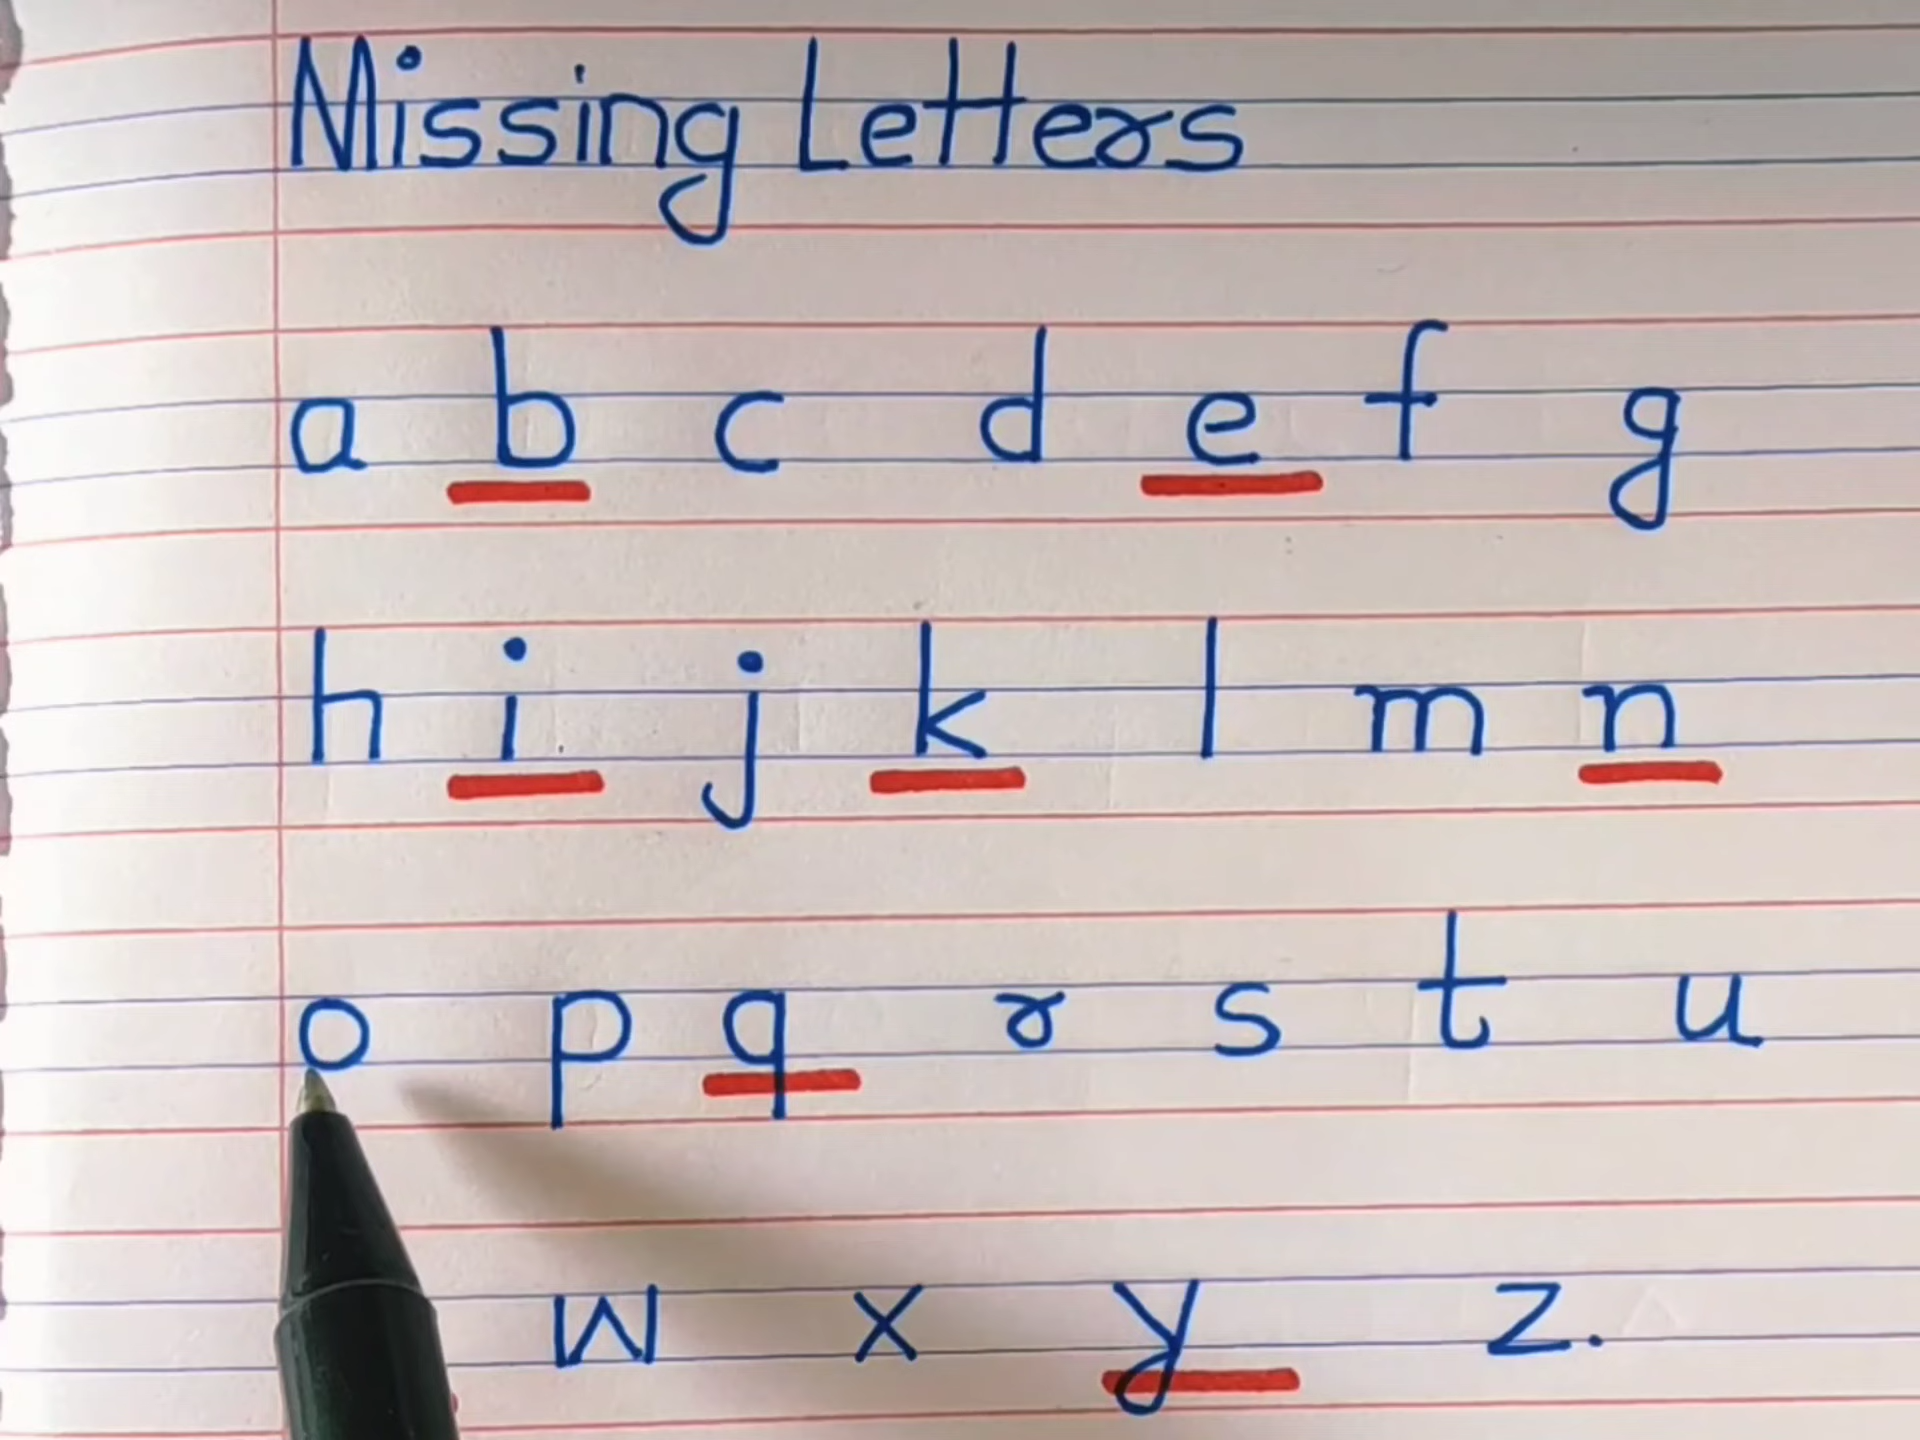 Missing Letters
a b c d e f g
h i j k l m n
o p q r s t u
w x y z.